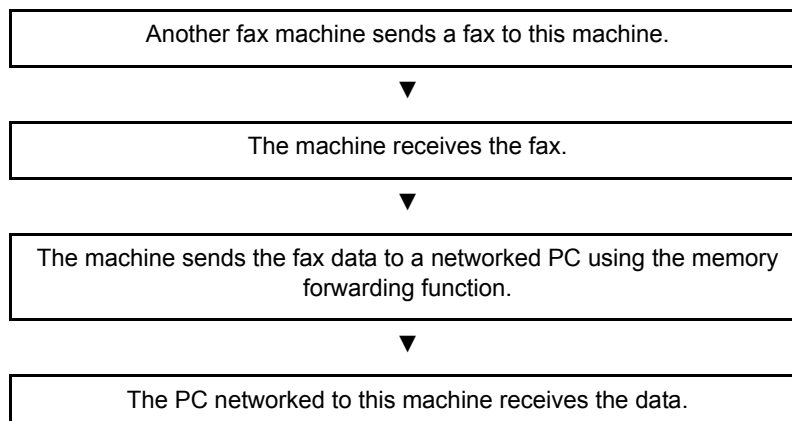 Another fax machine sends a fax to this machine.
▼
The machine receives the fax.
▼
The machine sends the fax data to a networked PC using the memory
forwarding function.
▼
The PC networked to this machine receives the data.